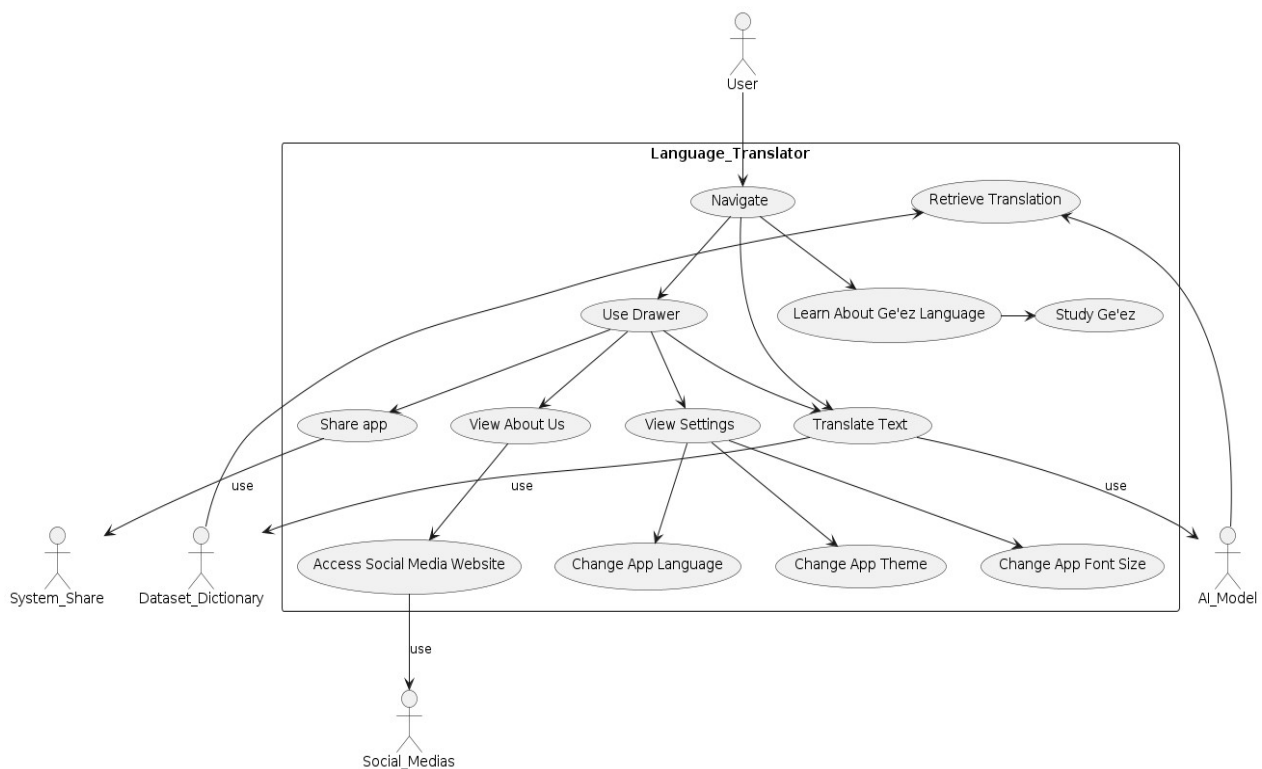 User
Language_Translator
Navigate
Retrieve Translation
Use Drawer
Learn About Ge'ez Language
Study Ge'ez
Share app
View About Us
View Settings
Translate Text
use
use
use
Access Social Media Website
Change App Language
Change App Theme
Change App Font Size
System_Share
Dataset_Dictionary
AI_Model
use
Social_Medias